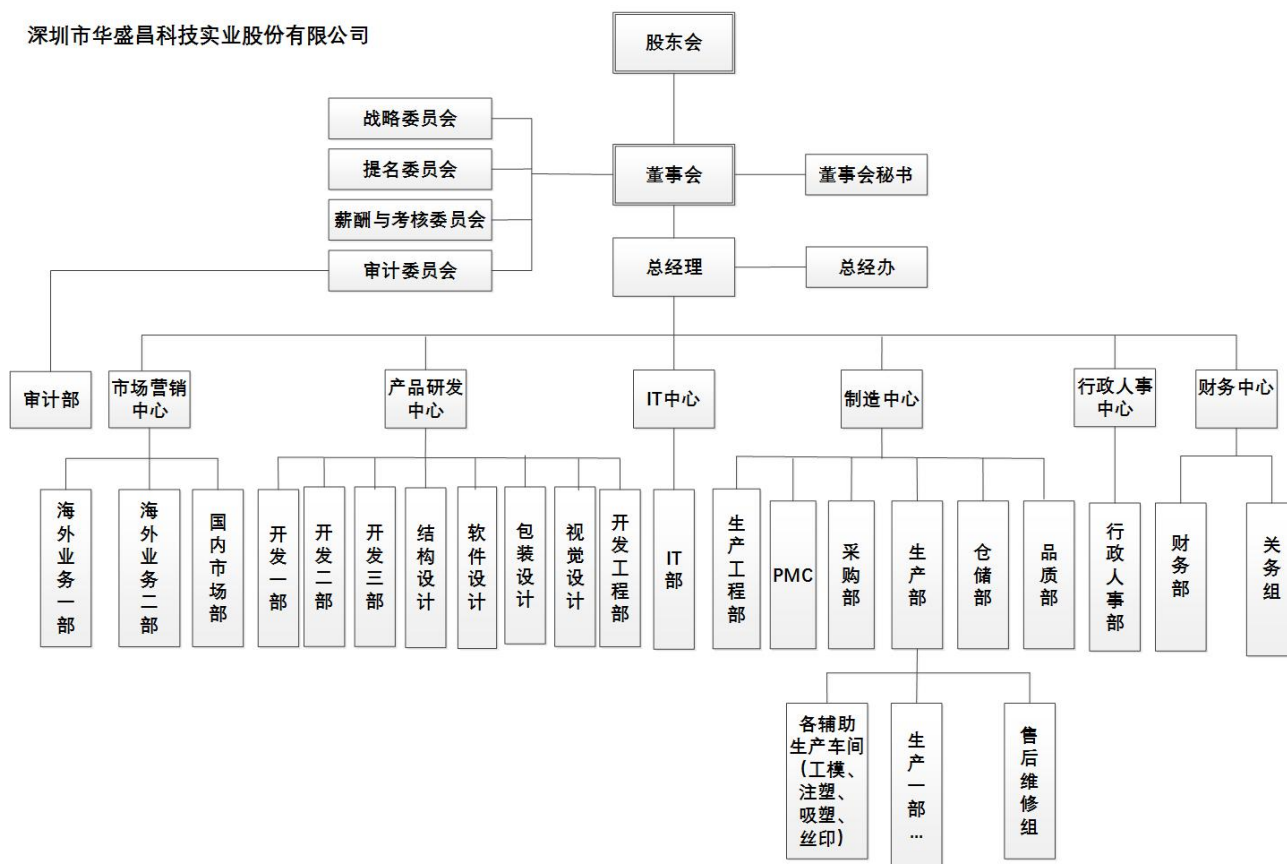 深圳市华盛昌科技实业股份有限公司
股东会
战略委员会
提名委员会
董事会
董事会秘书
薪酬与考核委员会
审计委员会
总经理
总经办
审计部
市场营销
中心
产品研发
中心
IT中心
制造中心
行政人事
中心
财务中心
海外业务一部
海外业务二部
国内市场部
开发一部
开发二部
开发三部
结构设计
软件设计
包装设计
视觉设计
开发工程部
IT
部
生产工程部
PMC
采购部
生产部
仓储部
品质部
行政人事部
财务部
关务组
各辅助
生产车间
(工模、
注塑、
吸塑、
丝印)
生产一部...
售后维修组